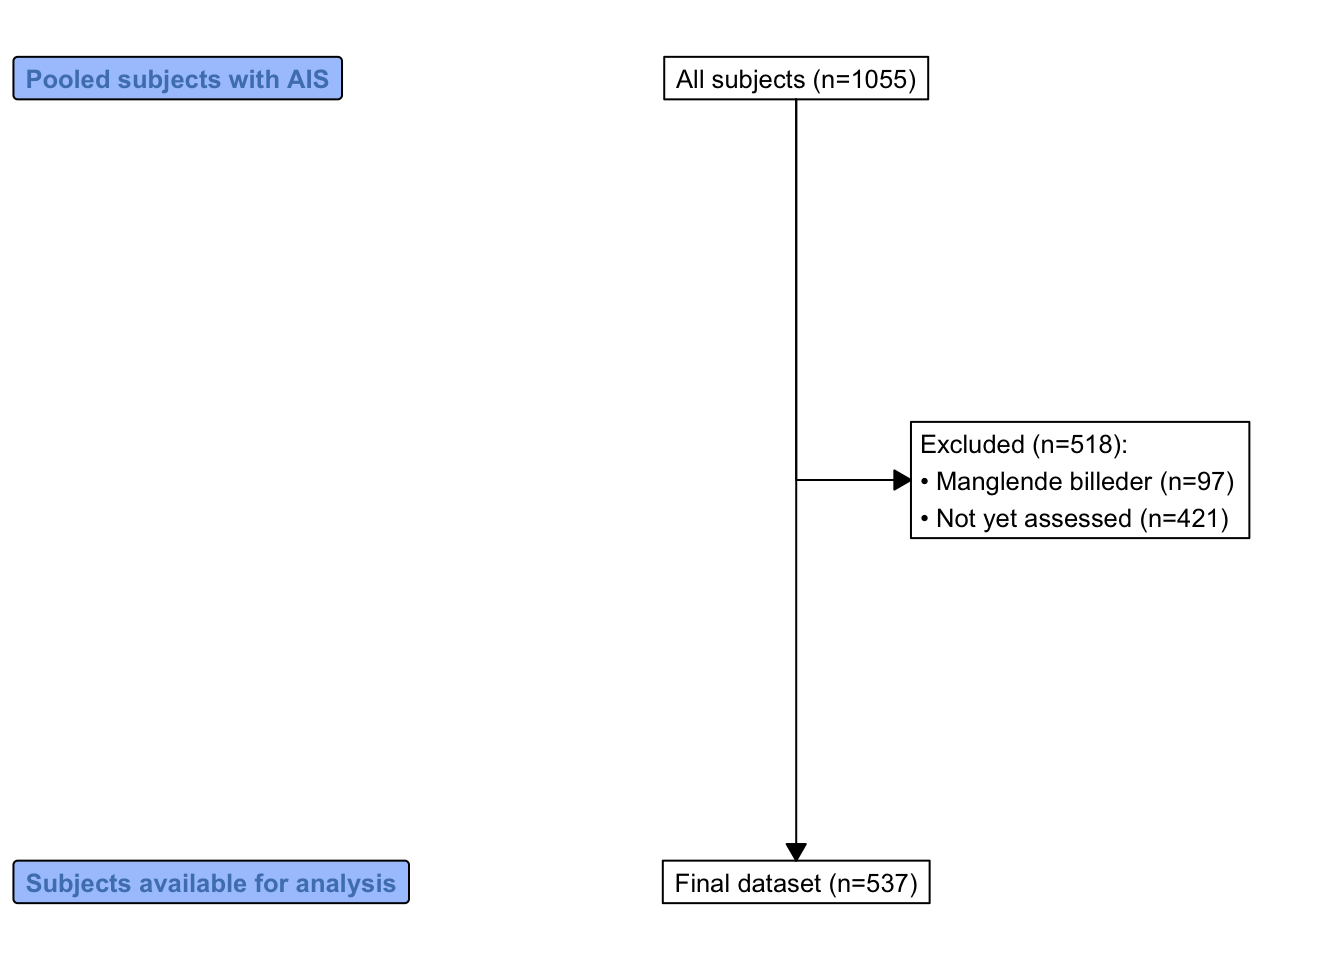 Pooled subjects with AIS
All subjects (n=1055)
Excluded (n=518):
• Manglende billeder (n=97)
• Not yet assessed (n=421)
Subjects available for analysis
Final dataset (n=537)